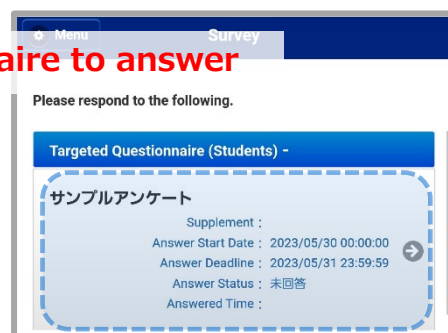 Menu
Survey
aire to answer
Please respond to the following.
Targeted Questionnaire (Students) -
サンプルアンケート
Supplement :
Answer Start Date : 2023/05/30 00:00:00
Answer Deadline : 2023/05/31 23:59:59
Answer Status : 未回答
Answered Time :